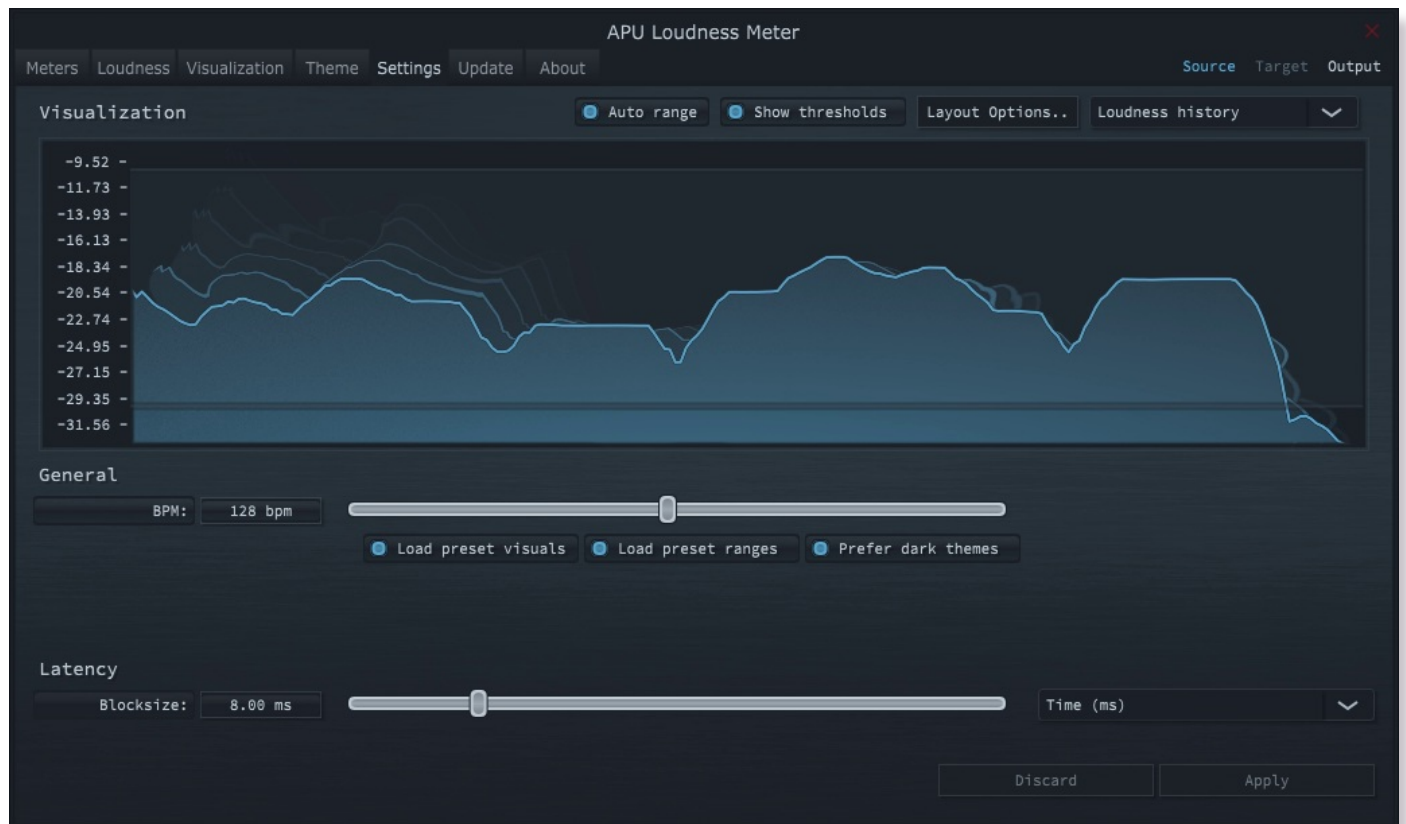 APU Loudness Meter
Meters Loudness Visualization Theme Settings Update About Source Target Output
Visualization Auto range Show thresholds Layout Options.. Loudness history
-9.52 -
-11.73 -
-13.93 -
-16.13 -
-18.34 -
-20.54 -
-22.74 -
-24.95 -
-27.15 -
-29.35 -
-31.56 -
General
BPM: 128 bpm
Load preset visuals Load preset ranges Prefer dark themes
Latency
Blocksize: 8.00 ms Time (ms)
Discard Apply